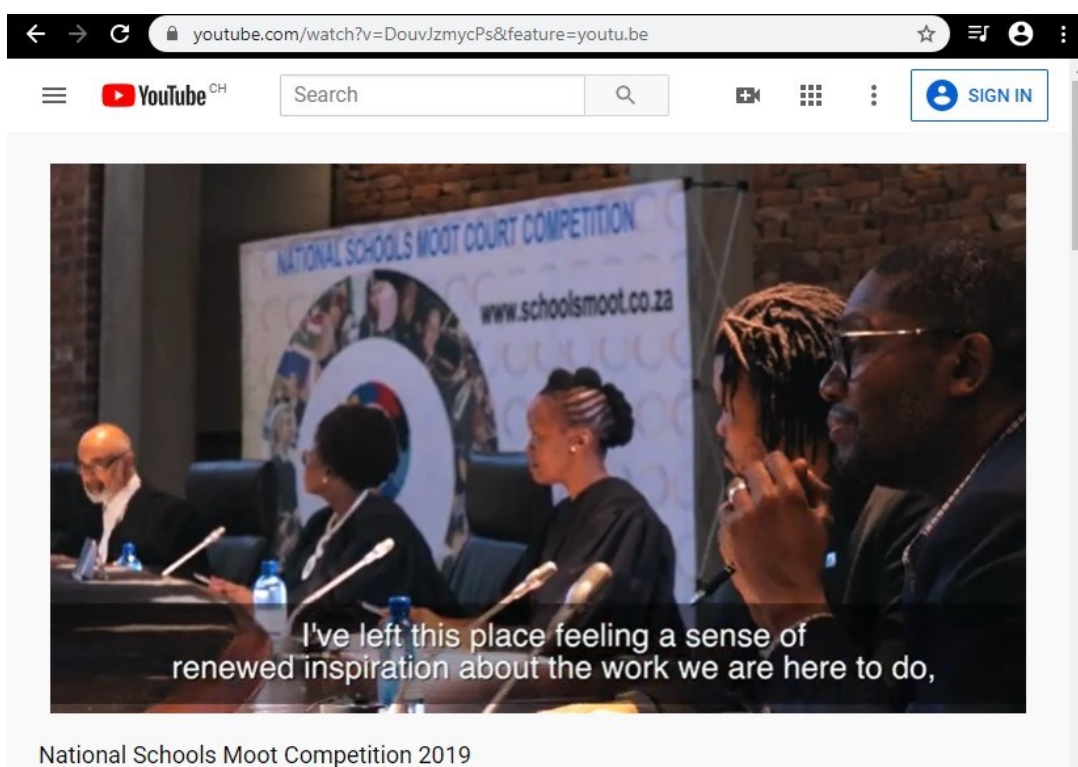 youtube.com/watch?v=DouvJzmycPs&feature=youtu.be
YouTube CH
Search
SIGN IN
NATIONAL SCHOOLS MOOT COURT COMPETITION
www.schoolsmoot.co.za
I've left this place feeling a sense of
renewed inspiration about the work we are here to do,
National Schools Moot Competition 2019